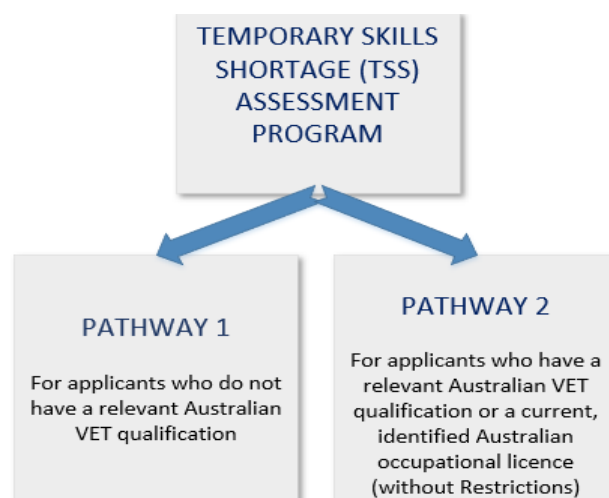 TEMPORARY SKILLS
SHORTAGE (TSS)
ASSESSMENT
PROGRAM
PATHWAY 1
For applicants who do not
have a relevant Australian
VET qualification
PATHWAY 2
For applicants who have a
relevant Australian VET
qualification or a current,
identified Australian
occupational licence
(without Restrictions)